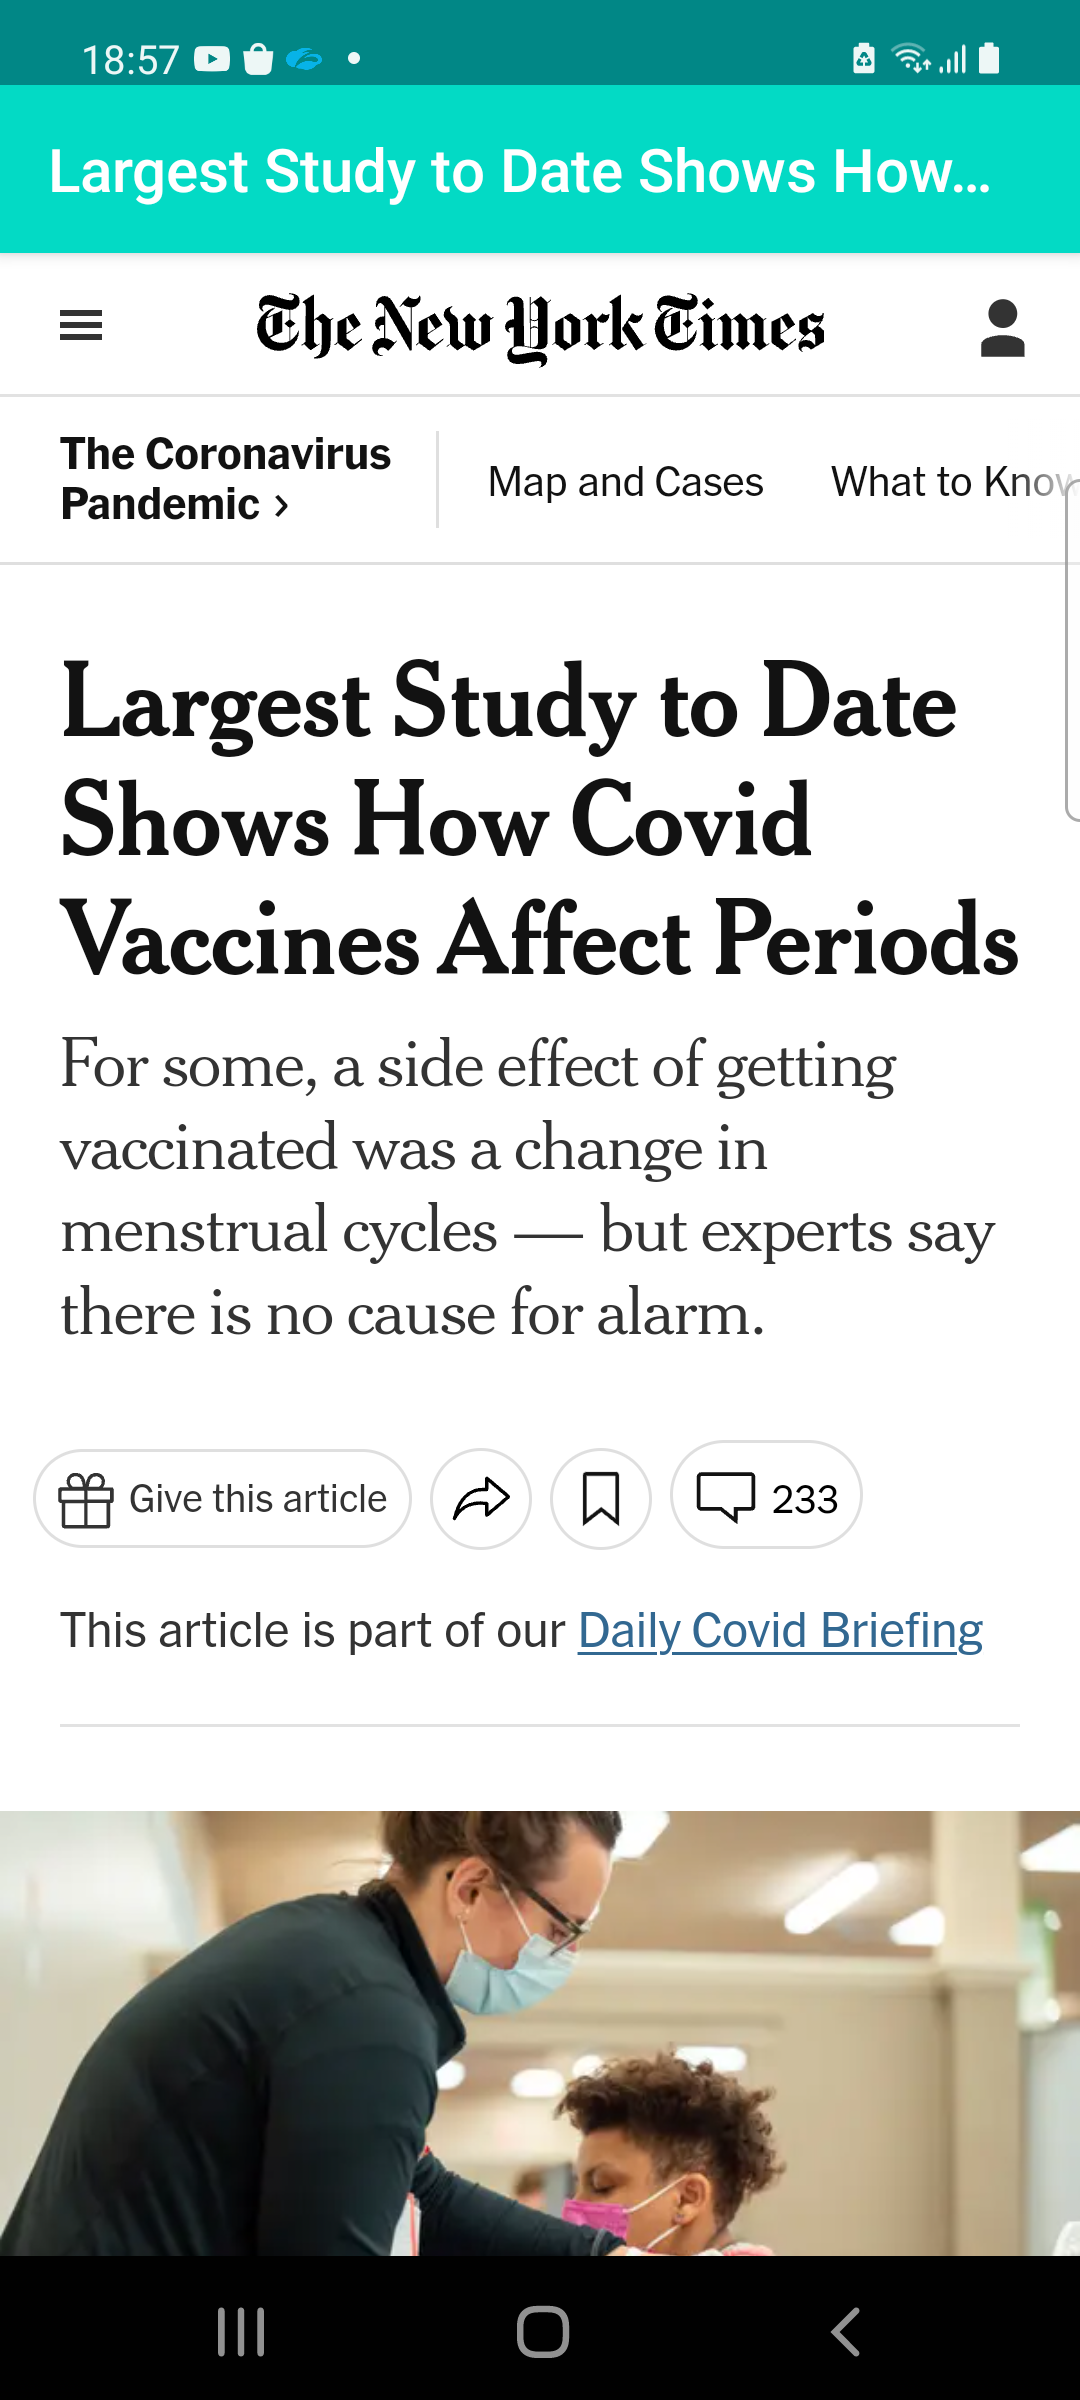 18:57
Largest Study to Date Shows How...
The New York Times
The Coronavirus
Pandemic ›
Map and Cases
What to Know
Largest Study to Date
Shows How Covid
Vaccines Affect Periods
For some, a side effect of getting
vaccinated was a change in
menstrual cycles — but experts say
there is no cause for alarm.
Give this article
233
This article is part of our Daily Covid Briefing